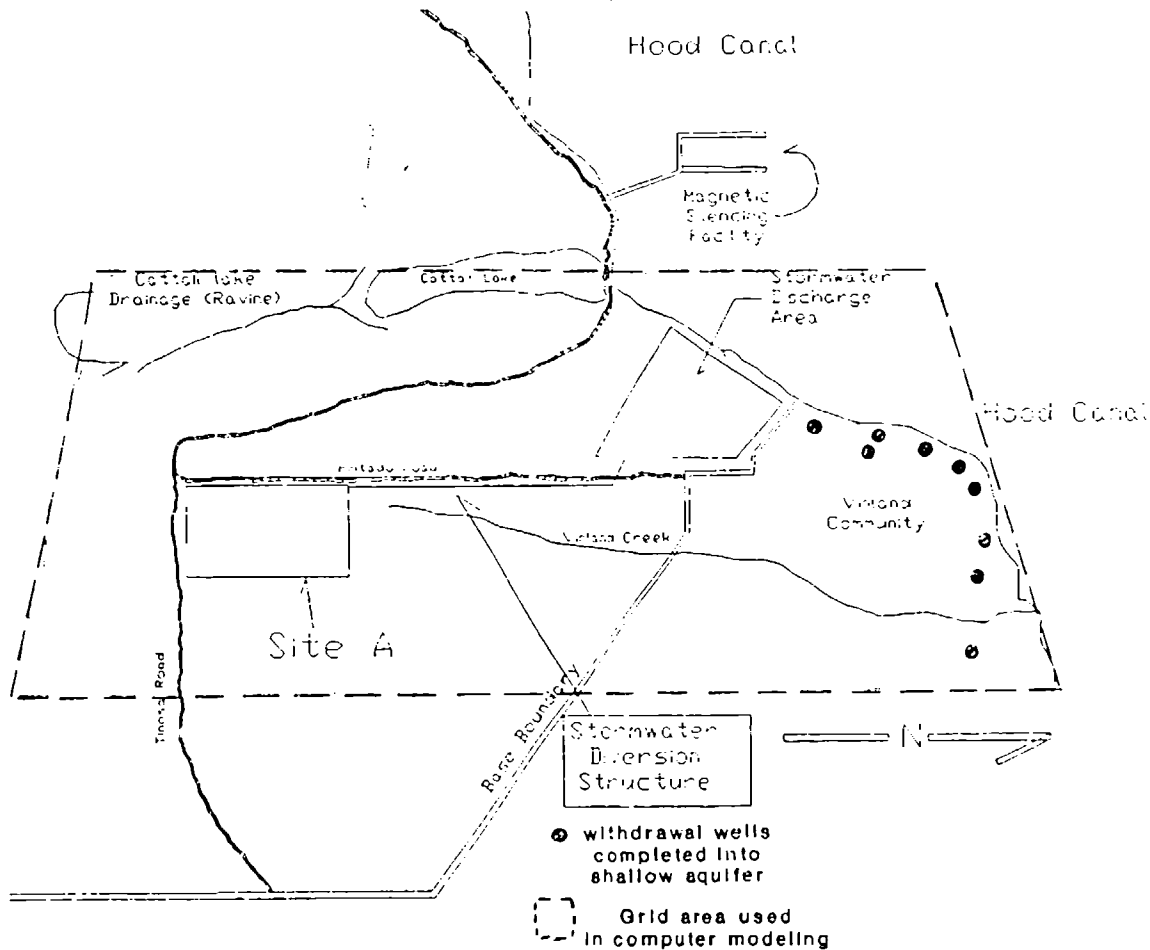 Hood Canal
Magnetic
Silencing
Facility
Cattail Lake
Drainage (Ravine)
Cattail Lake
Stormwater
Discharge
Area
Hood Canal
Road
Vinland
Community
Vinland Creek
Site A
Road
Base Boundary
Stormwater
Diversion
Structure
N
withdrawal wells
completed into
shallow aquifer
Grid area used
in computer modeling